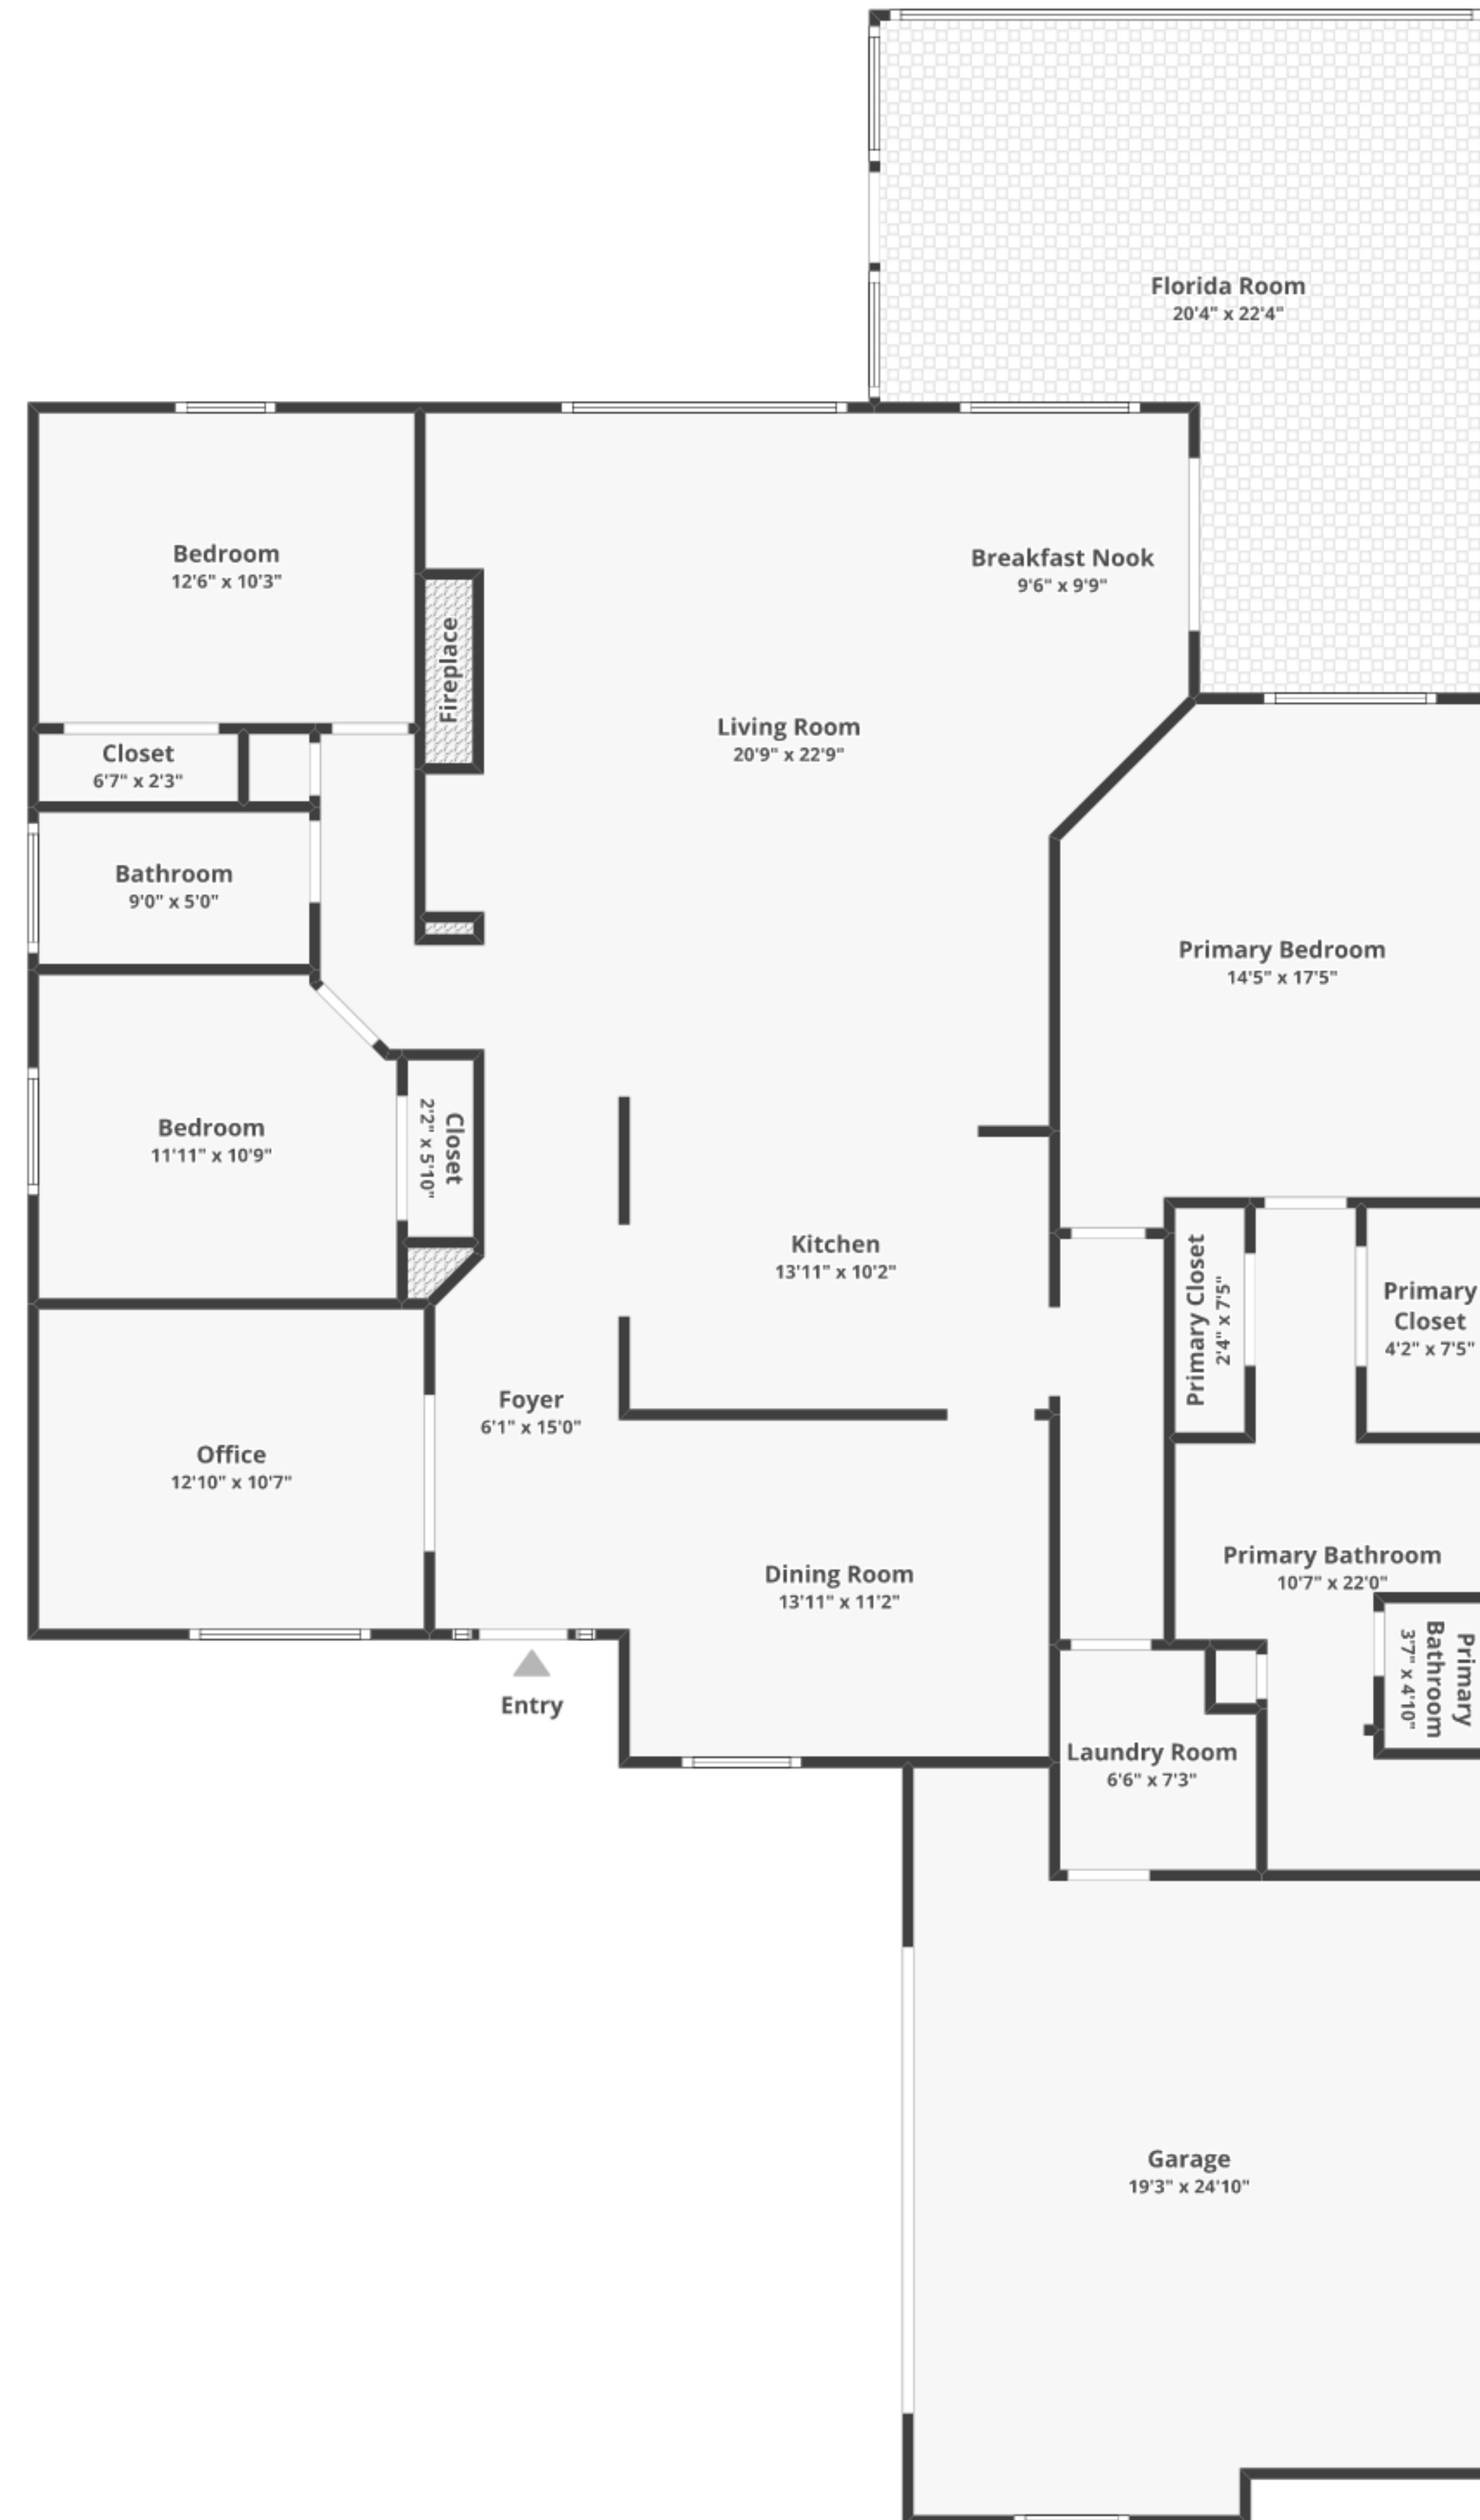 Florida Room
20'4" x 22'4"
Bedroom
12'6" x 10'3"
Breakfast Nook
9'6" x 9'9"
Fireplace
Living Room
20'9" x 22'9"
Closet
6'7" x 2'3"
Bathroom
9'0" x 5'0"
Primary Bedroom
14'5" x 17'5"
Bedroom
11'11" x 10'9"
Closet
2'2" x 5'10"
Kitchen
13'11" x 10'2"
Primary Closet
2'4" x 7'5"
Primary
Closet
4'2" x 7'5"
Foyer
6'1" x 15'0"
Office
12'10" x 10'7"
Dining Room
13'11" x 11'2"
Primary Bathroom
10'7" x 22'0"
Primary
Bathroom
3'7" x 4'10"
Entry
Laundry Room
6'6" x 7'3"
Garage
19'3" x 24'10"